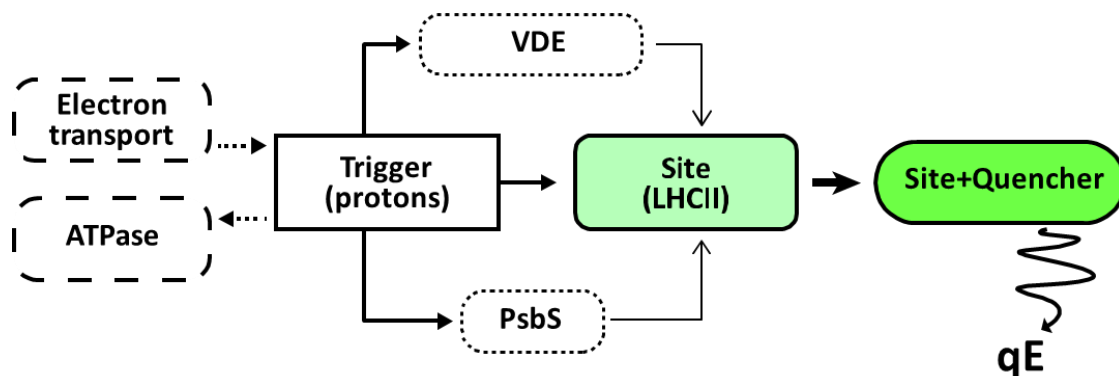 VDE
Electron
transport
Trigger
(protons)
Site
(LHCII)
Site+Quencher
ATPase
PsbS
qE